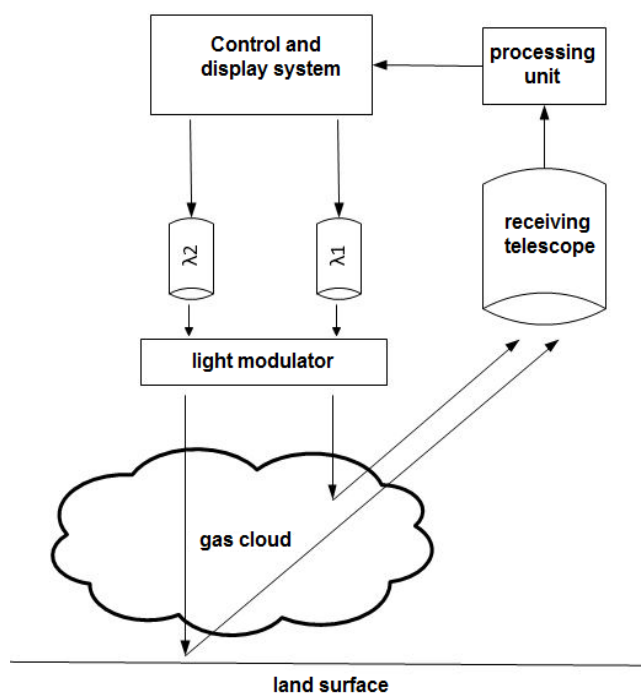 Control and
display system
processing
unit
receiving
telescope
λ2
λ1
light modulator
gas cloud
land surface